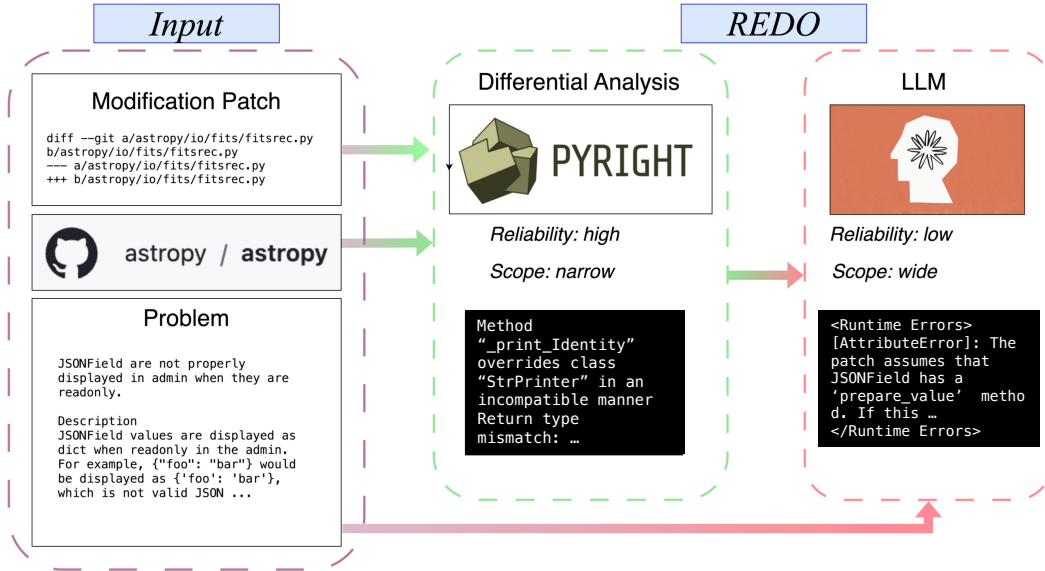 Input
REDO
Modification Patch
diff --git a/astropy/io/fits/fitsrec.py
b/astropy/io/fits/fitsrec.py
--- a/astropy/io/fits/fitsrec.py
+++ b/astropy/io/fits/fitsrec.py
astropy / astropy
Problem
JSONField are not properly
displayed in admin when they are
readonly.
Description
JSONField values are displayed as
dict when readonly in the admin.
For example, {"foo": "bar"} would
be displayed as {'foo': 'bar'},
which is not valid JSON ...
Differential Analysis
PYRIGHT
Reliability: high
Scope: narrow
Method
“_print_Identity”
overrides class
“StrPrinter” in an
incompatible manner
Return type
mismatch: …
LLM
Reliability: low
Scope: wide
<Runtime Errors>
[AttributeError]: The
patch assumes that
JSONField has a
‘prepare_value’ metho
d. If this …
</Runtime Errors>